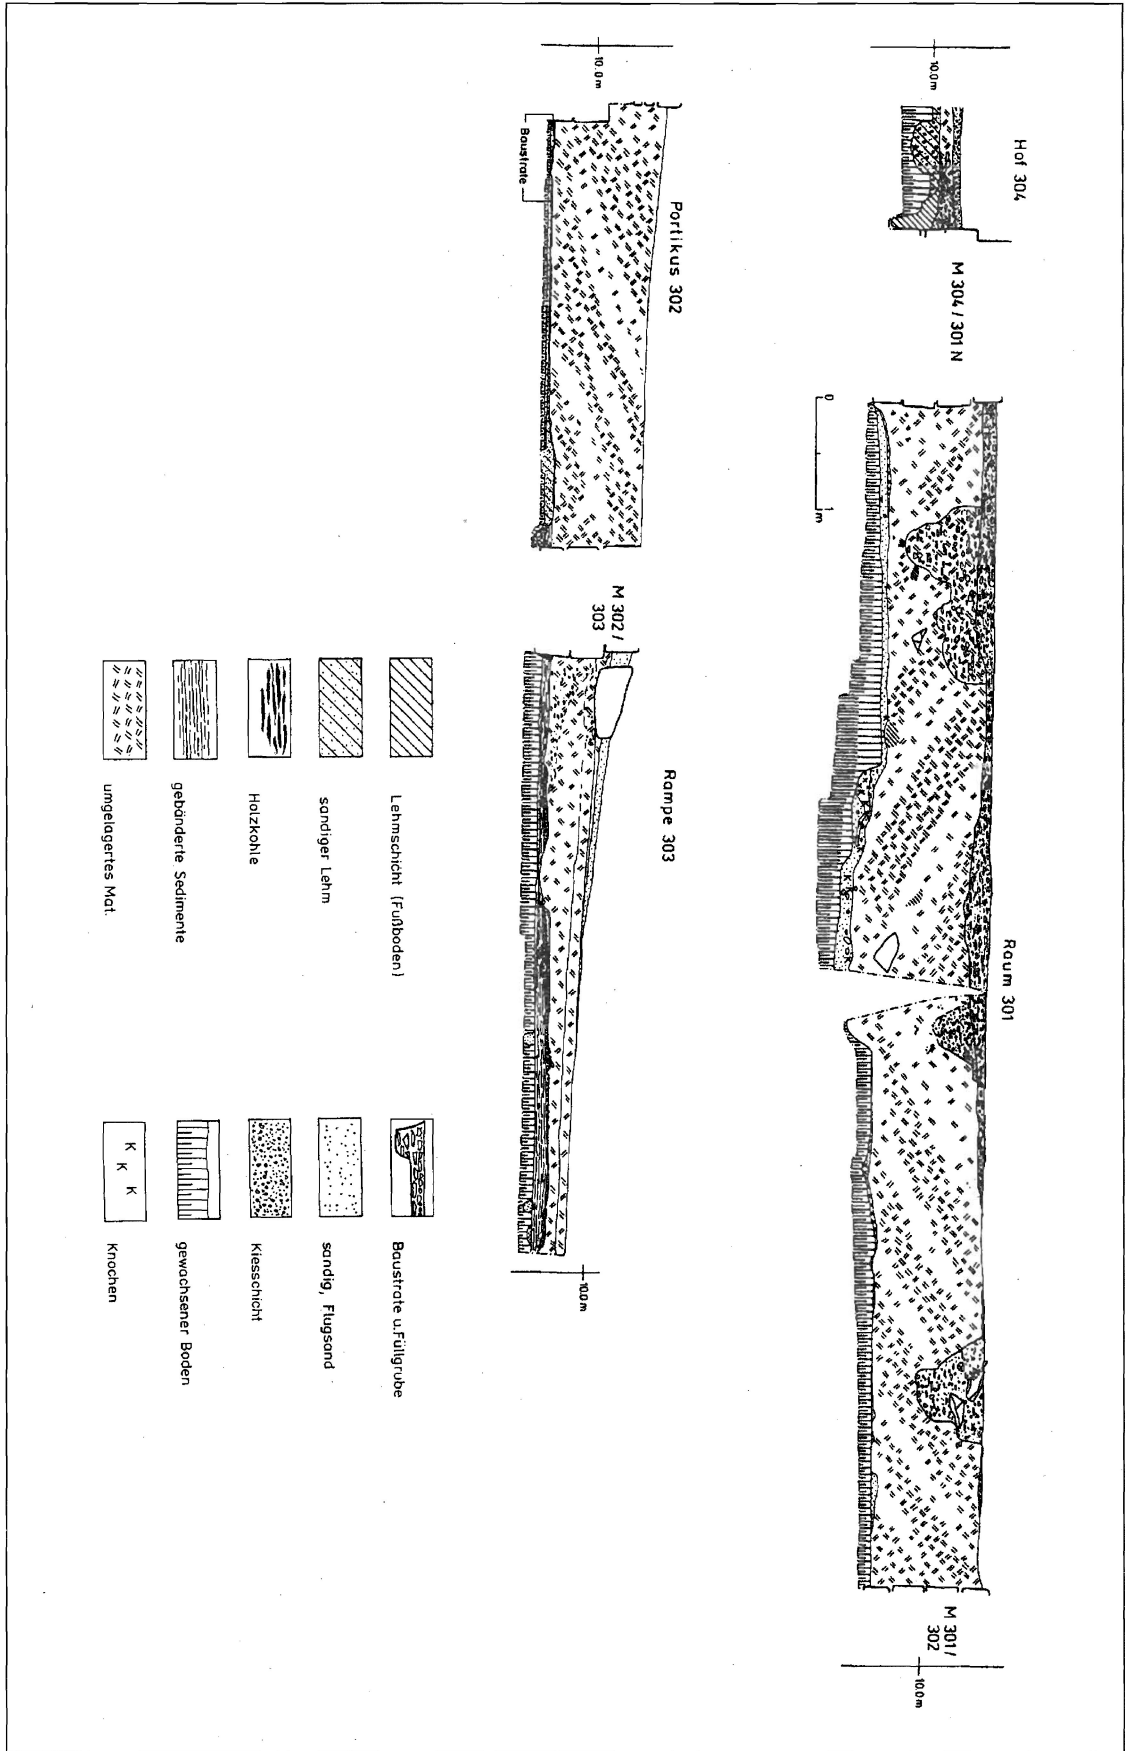 Hof 304
10.0 m
M 304 / 301 N
0
1m
Raum 301
M 301 /
302
10.0 m
10.0 m
Baustrate
Portikus 302
M 302 /
303
Rampe 303
10.0 m
Lehmschicht (Fußboden)
sandiger Lehm
Holzkohle
gebänderte Sedimente
umgelagertes Mat.
Baustrate u. Füllgrube
sandig, Flugsand
Kiesschicht
gewachsener Boden
K K K
Knochen